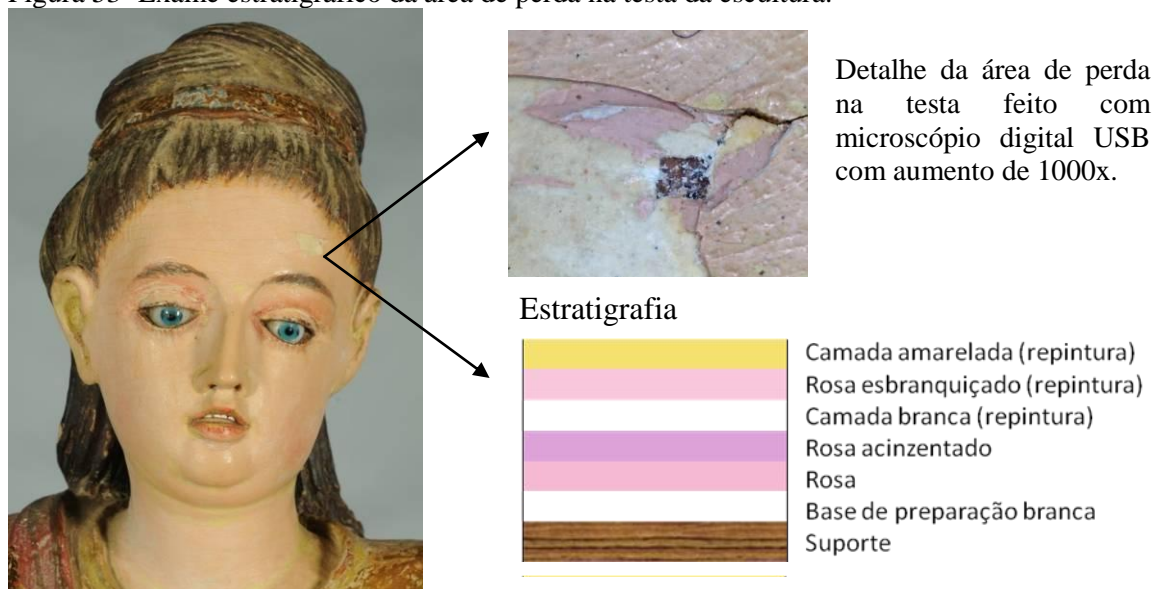 Figura 33- Exame estratigráfico da área de perda na testa da escultura.
Detalhe da área de perda
na testa feito com
microscópio digital USB
com aumento de 1000x.
Estratigrafia
Camada amarelada (repintura)
Rosa esbranquiçado (repintura)
Camada branca (repintura)
Rosa acinzentado
Rosa
Base de preparação branca
Suporte